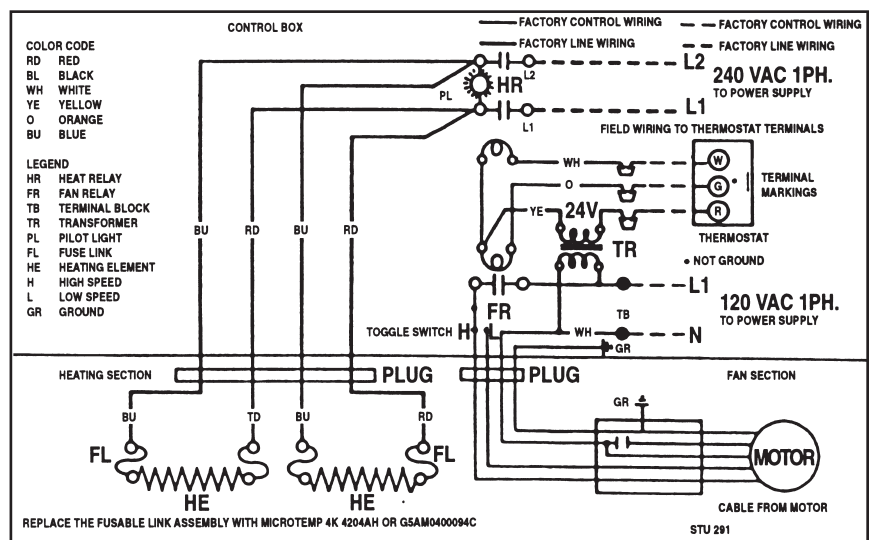 CONTROL BOX
FACTORY CONTROL WIRING
FACTORY CONTROL WIRING
FACTORY LINE WIRING
FACTORY LINE WIRING
COLOR CODE
RD RED
BL BLACK
WH WHITE
YE YELLOW
O ORANGE
BU BLUE
LEGEND
HR HEAT RELAY
FR FAN RELAY
TB TERMINAL BLOCK
TR TRANSFORMER
PL PILOT LIGHT
FL FUSE LINK
HE HEATING ELEMENT
H HIGH SPEED
L LOW SPEED
GR GROUND
L2
L2
240 VAC 1PH.
TO POWER SUPPLY
PL
HR
L1
L1
FIELD WIRING TO THERMOSTAT TERMINALS
WH
W
O
G
TERMINAL
MARKINGS
YE
24V
R
THERMOSTAT
BU
RD
BU
RD
TR
• NOT GROUND
L1
120 VAC 1PH.
TO POWER SUPPLY
FR
TB
TOGGLE SWITCH H L
WH
N
GR
HEATING SECTION
PLUG
PLUG
FAN SECTION
BU
TD
BU
RD
GR
FL
FL
MOTOR
HE
HE
CABLE FROM MOTOR
REPLACE THE FUSABLE LINK ASSEMBLY WITH MICROTEMP 4K 4204AH OR G5AM0400094C
STU 291